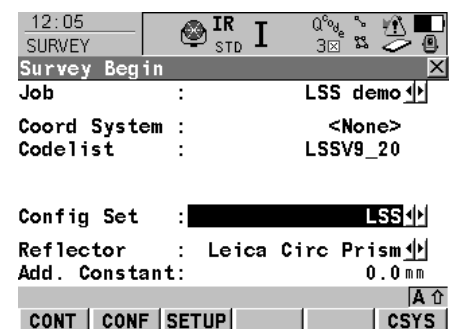 12:05
SURVEY
IR
STD
I
3
Survey Begin
Job : LSS demo
Coord System : <None>
Codelist : LSSV9_20
Config Set : LSS
Reflector : Leica Circ Prism
Add. Constant: 0.0 mm
A
CONT CONF SETUP CSYS